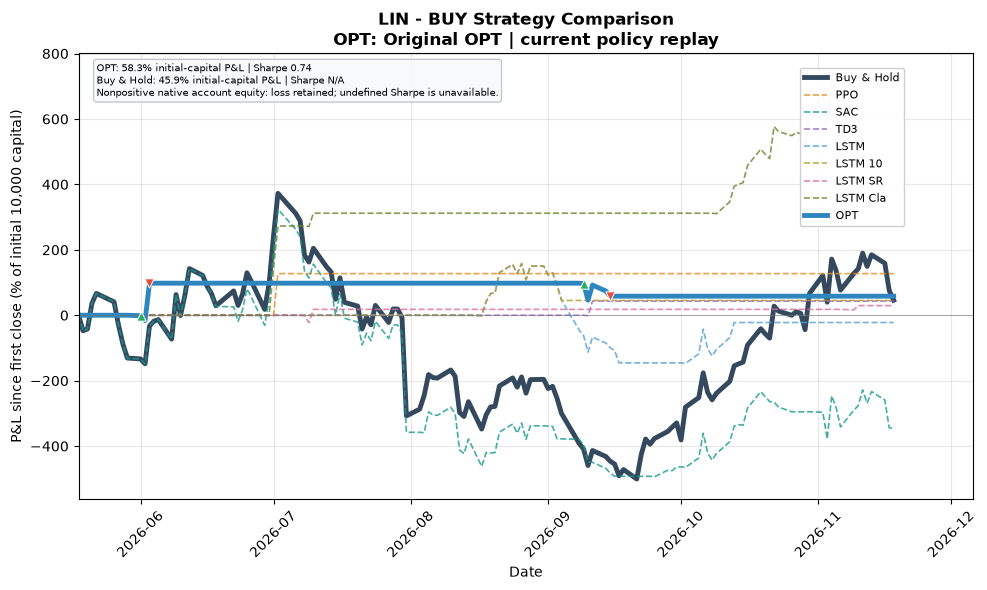 LIN - BUY Strategy Comparison
OPT: Original OPT | current policy replay
OPT: 58.3% initial-capital P&L | Sharpe 0.74
Buy & Hold: 45.9% initial-capital P&L | Sharpe N/A
Nonpositive native account equity: loss retained; undefined Sharpe is unavailable.
Buy & Hold
PPO
SAC
TD3
LSTM
LSTM 10
LSTM SR
LSTM Cla
OPT
P&L since first close (% of initial 10,000 capital)
800
600
400
200
0
−200
−400
2026-06
2026-07
2026-08
2026-09
2026-10
2026-11
2026-12
Date